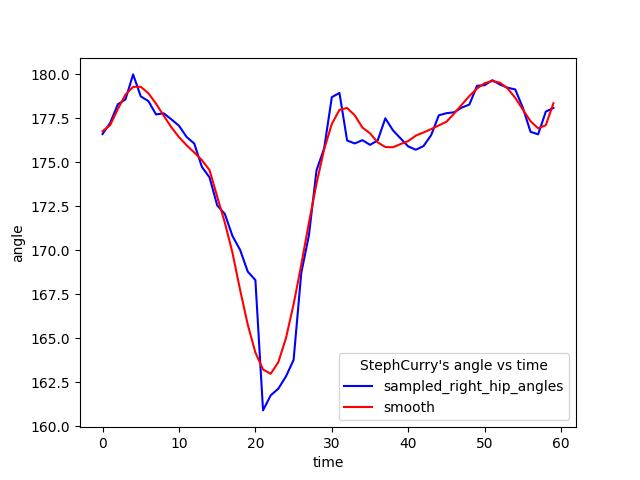 180.0
177.5
175.0
172.5
170.0
167.5
165.0
162.5
160.0
angle
StephCurry's angle vs time
sampled_right_hip_angles
smooth
0 10 20 30 40 50 60
time